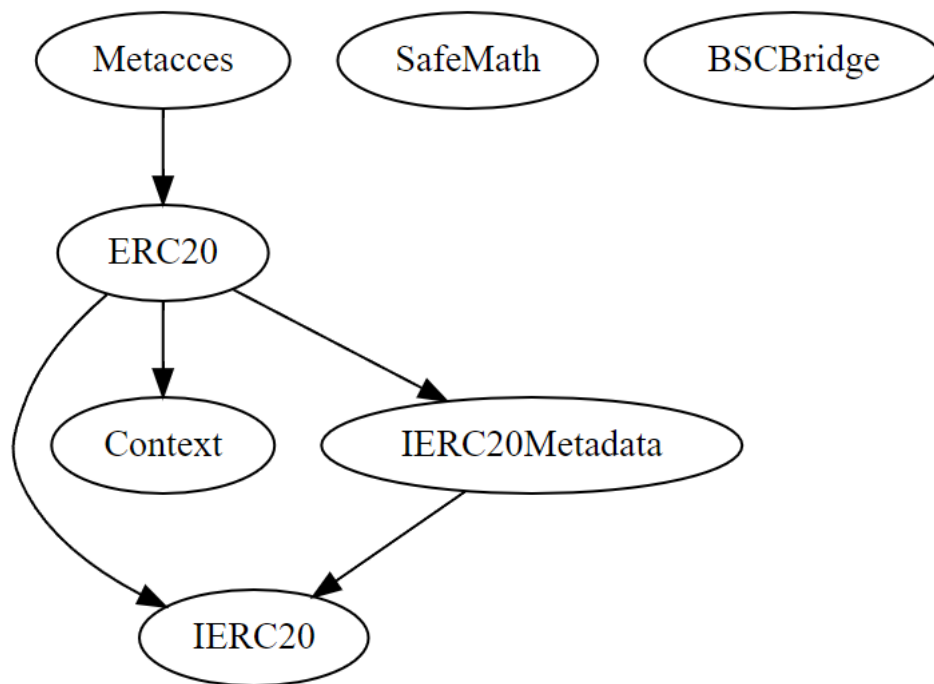 Metacces
SafeMath
BSCBridge
ERC20
Context
IERC20Metadata
IERC20